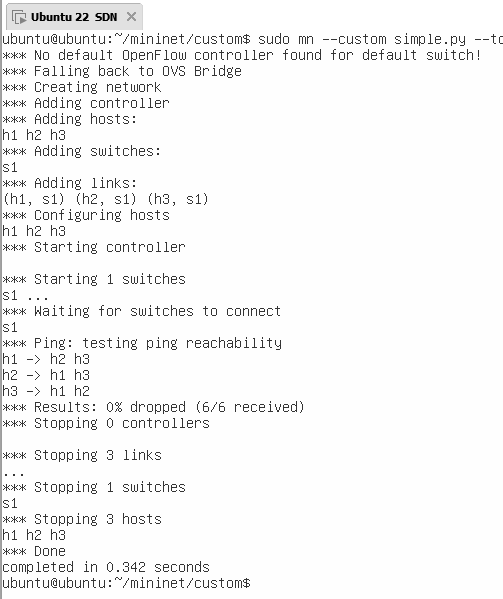 Ubuntu 22 SDN
ubuntu@ubuntu:~/mininet/custom$ sudo mn --custom simple.py --to
*** No default OpenFlow controller found for default switch!
*** Falling back to OVS Bridge
*** Creating network
*** Adding controller
*** Adding hosts:
h1 h2 h3
*** Adding switches:
s1
*** Adding links:
(h1, s1) (h2, s1) (h3, s1)
*** Configuring hosts
h1 h2 h3
*** Starting controller
*** Starting 1 switches
s1 ...
*** Waiting for switches to connect
s1
*** Ping: testing ping reachability
h1 -> h2 h3
h2 -> h1 h3
h3 -> h1 h2
*** Results: 0% dropped (6/6 received)
*** Stopping 0 controllers
*** Stopping 3 links
...
*** Stopping 1 switches
s1
*** Stopping 3 hosts
h1 h2 h3
*** Done
completed in 0.342 seconds
ubuntu@ubuntu:~/mininet/custom$